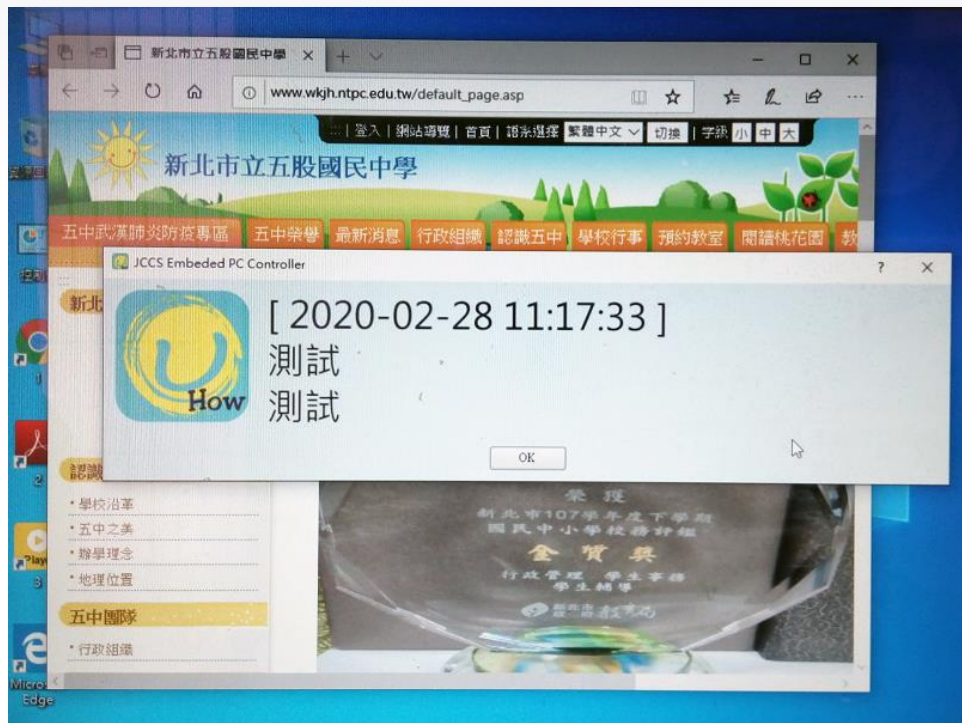 新北市立五股國民中學
www.wkjh.ntpc.edu.tw/default_page.asp
登入 | 網站導覽 | 首頁 | 語系選擇 繁體中文 切換 | 字級 小 中 大
新北市立五股國民中學
五中武漢肺炎防疫專區 五中榮譽 最新消息 行政組織 認識五中 學校行事 預約教室 閱讀桃花園 教
JCCS Embeded PC Controller
新北
[ 2020-02-28 11:17:33 ]
測試
測試
U
How
OK
認識
・學校沿革
・五中之美
・辦學理念
・地理位置
五中團隊
・行政組織
榮獲
新北市107學年度下學期
國民中小學校務評鑑
金質獎
行政管理 學生事務
學生輔導
1
2
3
Edge